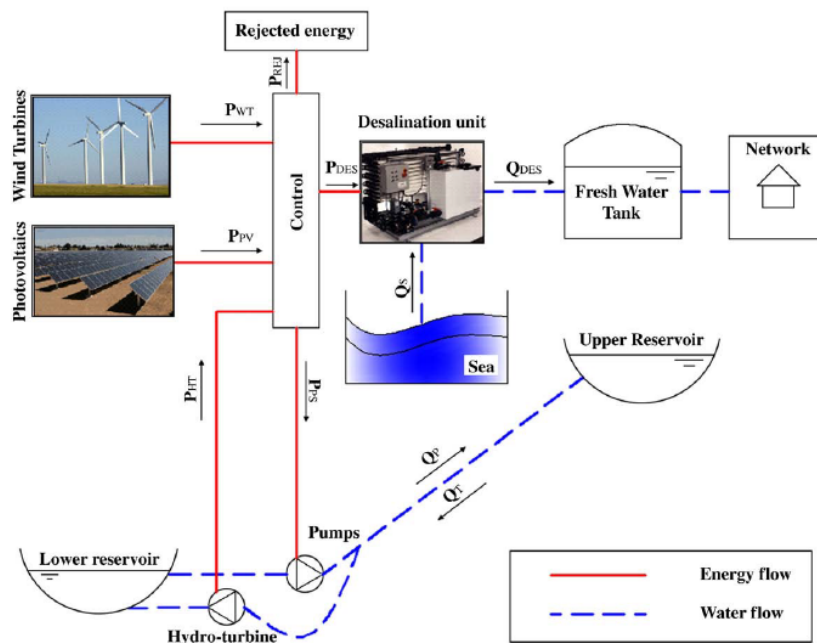 Rejected energy
PREJ
Wind Turbines
PWT
Desalination unit
Control
PDES
QDES
Fresh Water
Tank
Network
Photovoltaics
PPV
QS
Sea
Upper Reservoir
PHT
PPS
QP
QT
Pumps
Lower reservoir
Hydro-turbine
Energy flow
Water flow